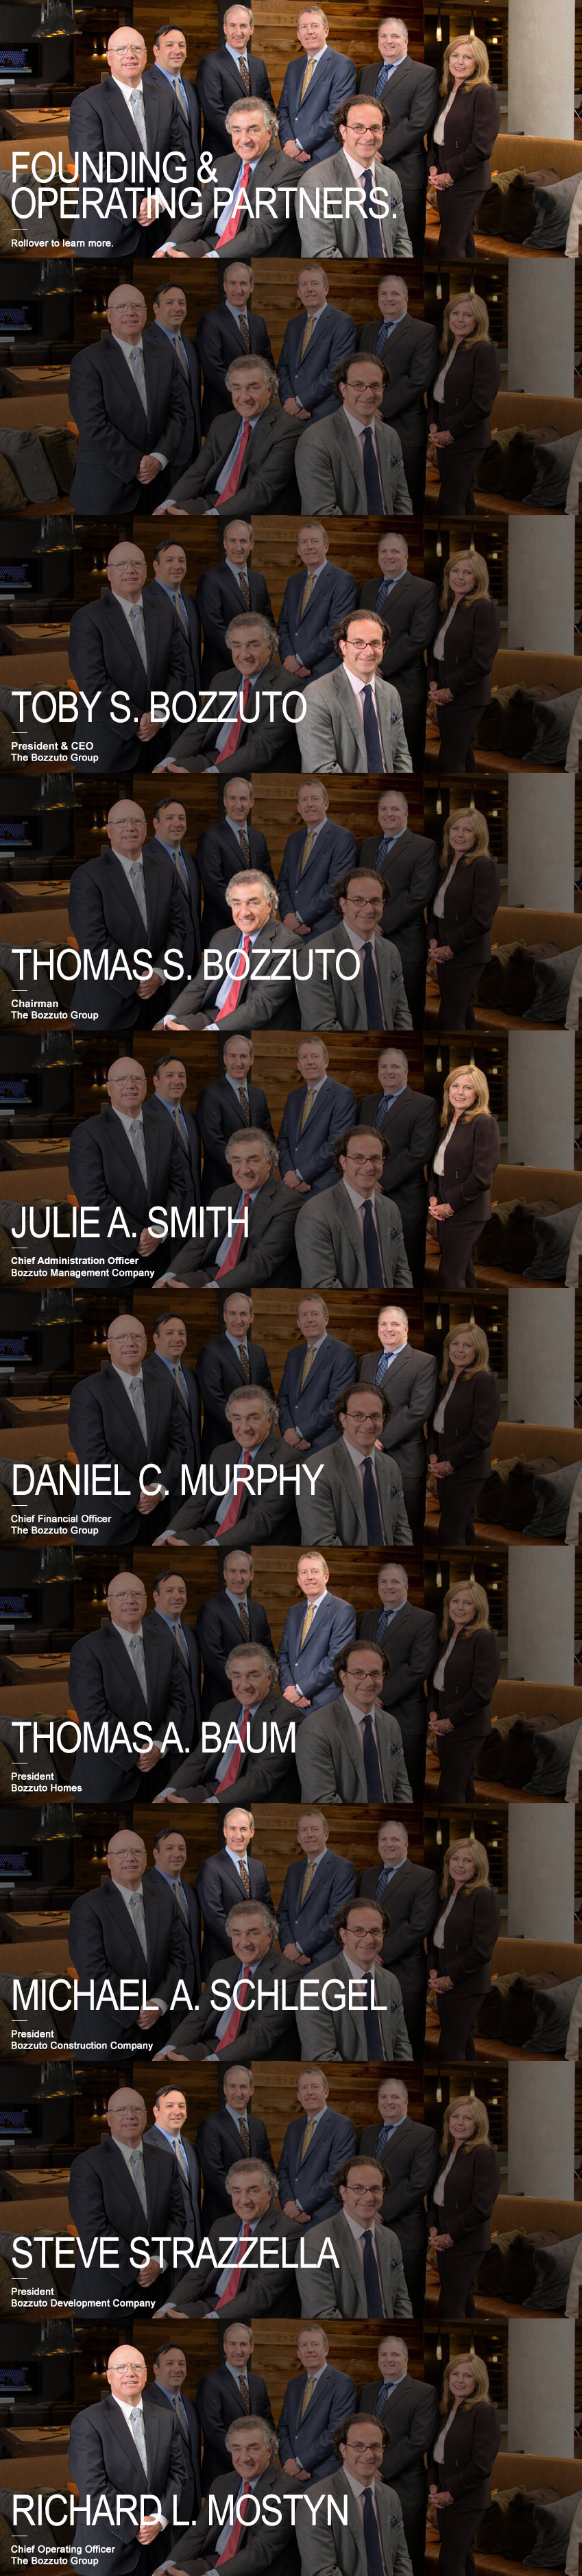 FOUNDING &
OPERATING PARTNERS.
Rollover to learn more.
TOBY S. BOZZUTO
President & CEO
The Bozzuto Group
THOMAS S. BOZZUTO
Chairman
The Bozzuto Group
JULIE A. SMITH
Chief Administration Officer
Bozzuto Management Company
DANIEL C. MURPHY
Chief Financial Officer
The Bozzuto Group
THOMAS A. BAUM
President
Bozzuto Homes
MICHAEL A. SCHLEGEL
President
Bozzuto Construction Company
STEVE STRAZZELLA
President
Bozzuto Development Company
RICHARD L. MOSTYN
Chief Operating Officer
The Bozzuto Group